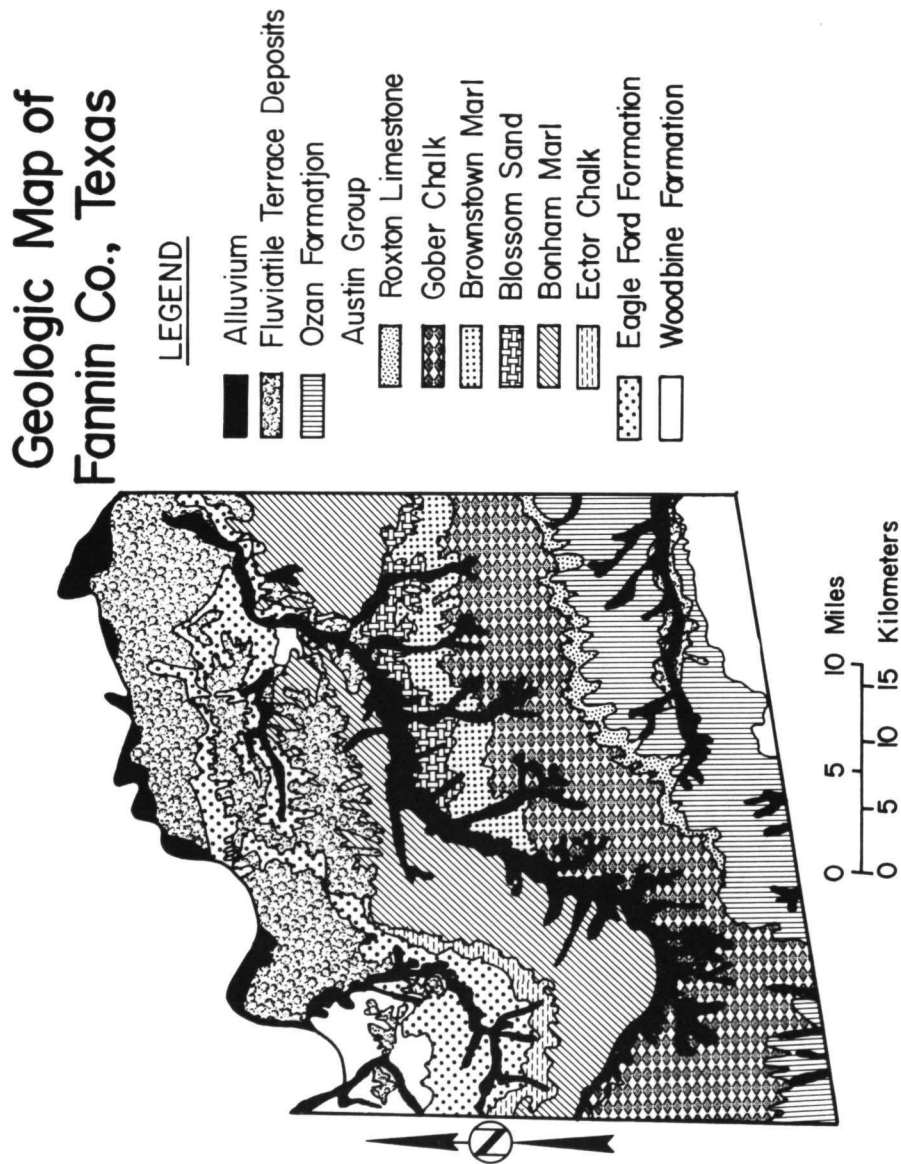 Geologic Map of
Fannin Co., Texas
LEGEND
Alluvium
Fluviatile Terrace Deposits
Ozan Formation
Austin Group
Roxton Limestone
Gober Chalk
Brownstown Marl
Blossom Sand
Bonham Marl
Ector Chalk
Eagle Ford Formation
Woodbine Formation
N
0 5 10 Miles
0 5 10 15 Kilometers